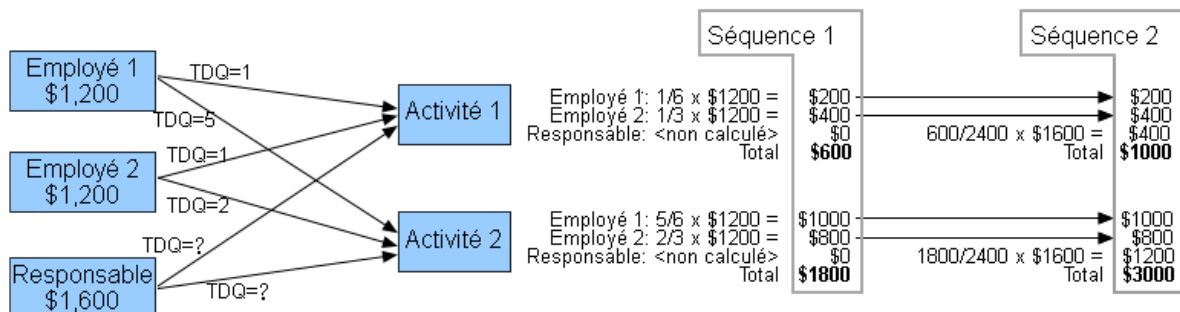 Séquence 1
Séquence 2
Employé 1
$1,200
TDQ=1
TDQ=5
Activité 1
Employé 1: 1/6 x $1200 = $200 $200
Employé 2: 1/3 x $1200 = $400 $400
Responsable: <non calculé> $0 600/2400 x $1600 = $400
Total $600 Total $1000
Employé 2
$1,200
TDQ=1
TDQ=2
Activité 2
Employé 1: 5/6 x $1200 = $1000 $1000
Employé 2: 2/3 x $1200 = $800 $800
Responsable: <non calculé> $0 1800/2400 x $1600 = $1200
Total $1800 Total $3000
TDQ=?
Responsable
$1,600
TDQ=?